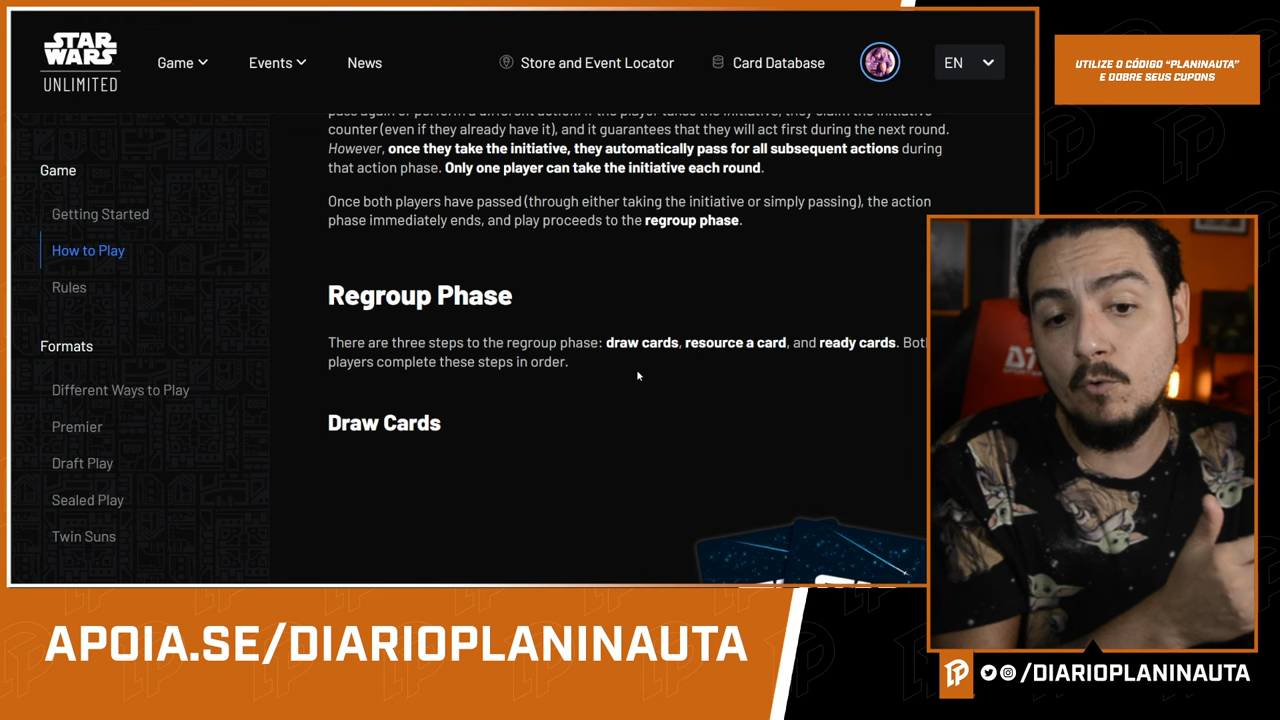 STAR
WARS
UNLIMITED
Game
Events
News
Store and Event Locator
Card Database
EN
UTILIZE O CÓDIGO “PLANINAUTA”
E DOBRE SEUS CUPONS
counter (even if they already have it), and it guarantees that they will act first during the next round.
However, once they take the initiative, they automatically pass for all subsequent actions during
that action phase. Only one player can take the initiative each round.
Once both players have passed (through either taking the initiative or simply passing), the action
phase immediately ends, and play proceeds to the regroup phase.
Game
Getting Started
How to Play
Rules
Formats
Different Ways to Play
Premier
Draft Play
Sealed Play
Twin Suns
Regroup Phase
There are three steps to the regroup phase: draw cards, resource a card, and ready cards.
players complete these steps in order.
Draw Cards
APOIA.SE/DIARIOPLANINAUTA
/DIARIOPLANINAUTA